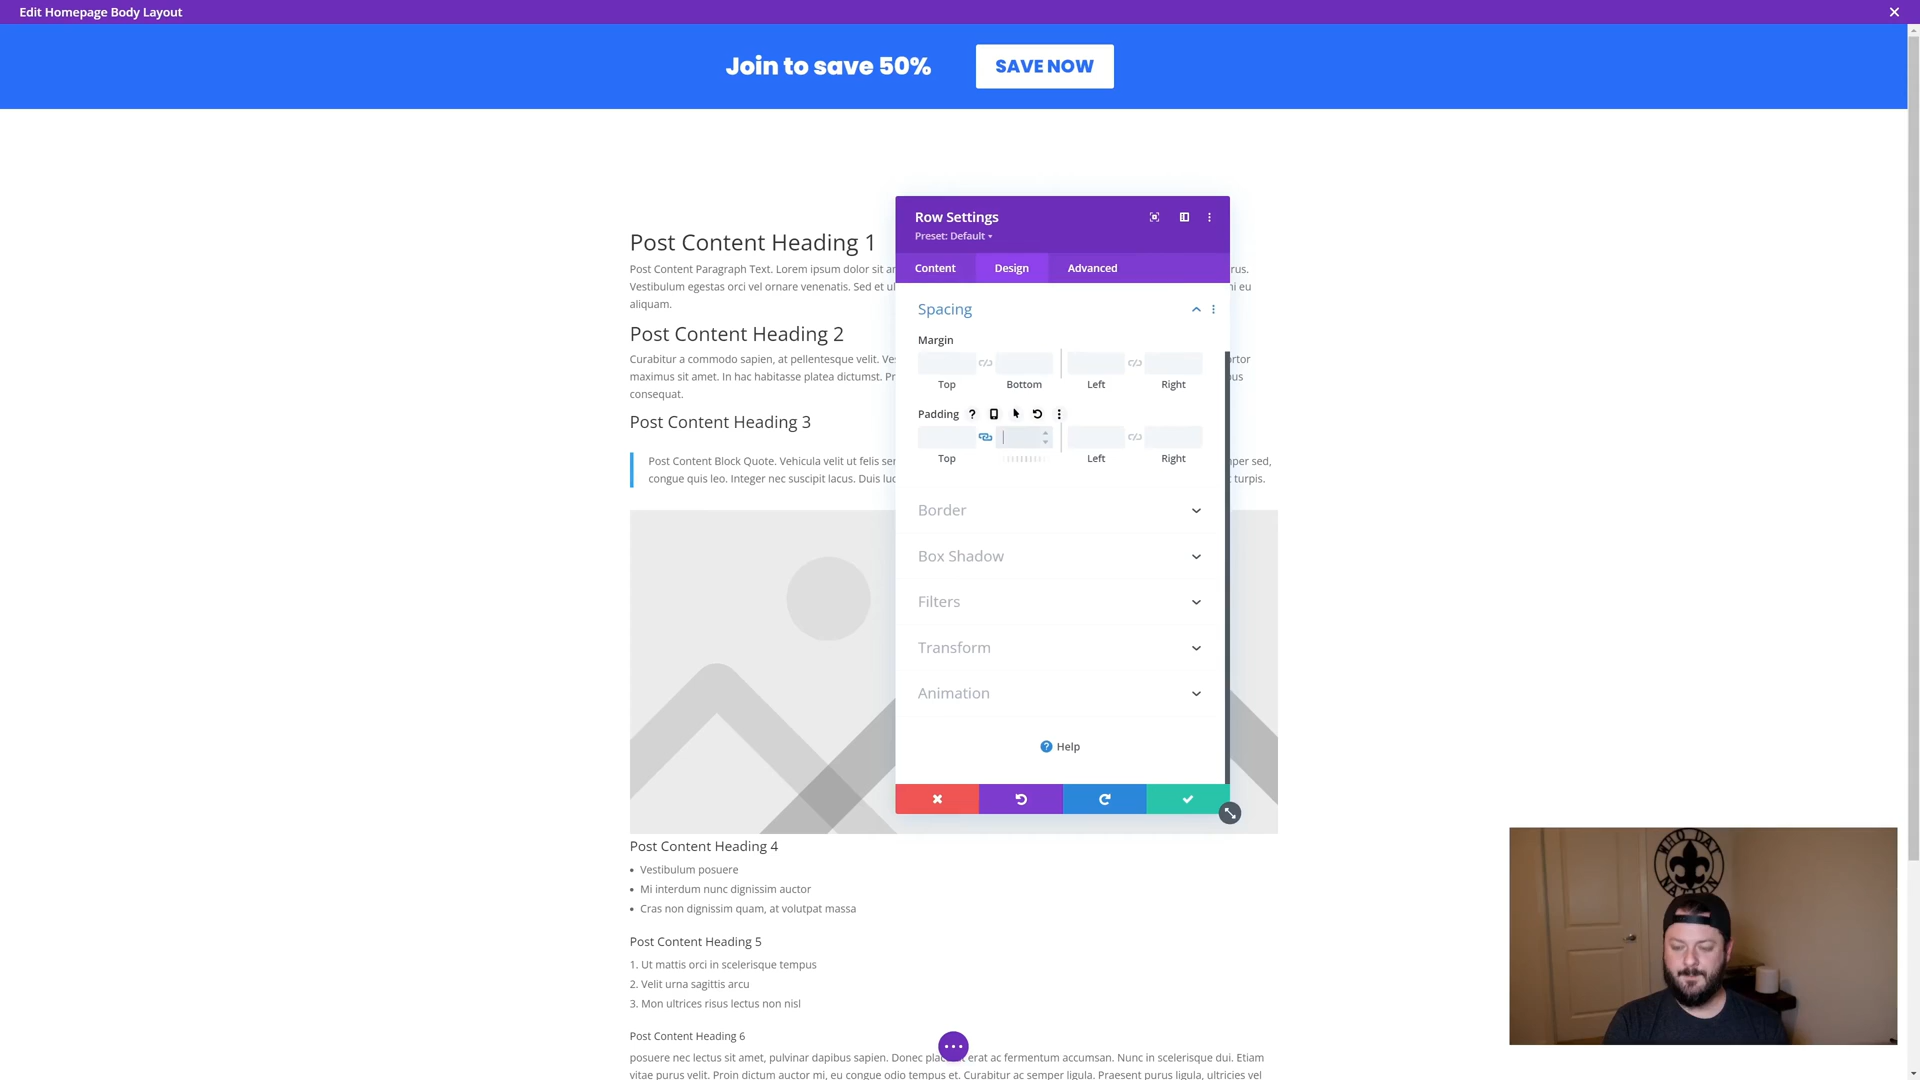 Edit Homepage Body Layout
Join to save 50%
SAVE NOW
Post Content Heading 1
Post Content Paragraph Text. Lorem ipsum dolor sit
rus.
Vestibulum egestas orci vel ornare venenatis. Sed et
mi eu
aliquam.
Post Content Heading 2
Curabitur a commodo sapien, at pellentesque velit.
consequat.
maximus sit amet. In hac habitasse platea dictumst.
Post Content Heading 3
Post Content Block Quote. Vehicula velit ut felis
sed,
congue quis leo. Integer nec suscipit lacus. Duis
turpis.
Row Settings
Preset: Default
Content
Design
Advanced
Spacing
Margin
Top
Bottom
Left
Right
Padding
?
Top
Left
Right
Border
Box Shadow
Filters
Transform
Animation
? Help
Post Content Heading 4
• Vestibulum posuere
• Mi interdum nunc dignissim auctor
• Cras non dignissim quam, at volutpat massa
Post Content Heading 5
1. Ut mattis orci in scelerisque tempus
2. Velit urna sagittis arcu
3. Mon ultrices risus lectus non nisl
Post Content Heading 6
posuere nec lectus sit amet, pulvinar dapibus sapien. Donec erat ac fermentum accumsan. Nunc in scelerisque dui. Etiam
vitae purus velit. Proin dictum auctor mi, eu congue odio tempus et. Curabitur ac semper ligula. Praesent purus ligula, ultricies vel
WHO DAT
NATION